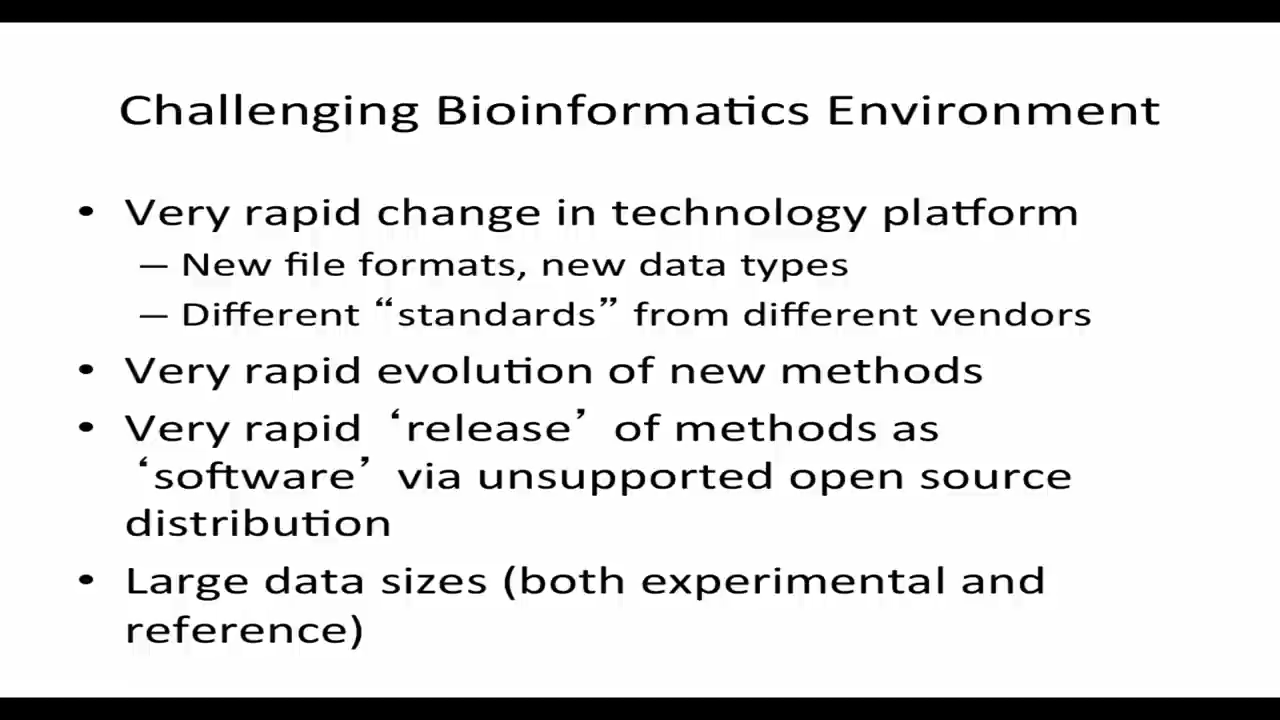 Challenging Bioinformatics Environment
• Very rapid change in technology platform
– New file formats, new data types
– Different “standards” from different vendors
• Very rapid evolution of new methods
• Very rapid ‘release’ of methods as
‘software’ via unsupported open source
distribution
• Large data sizes (both experimental and
reference)